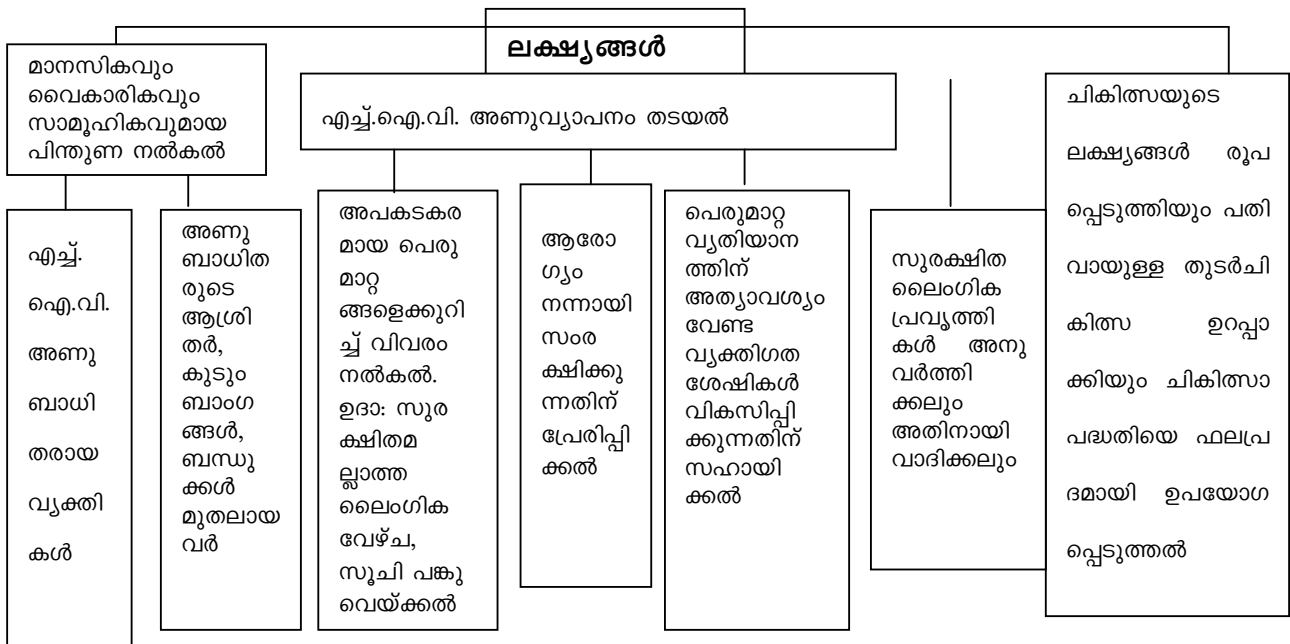 ലക്ഷ്യങ്ങൾ
മാനസികവും
വൈകാരികവും
സാമൂഹികവുമായ
പിന്തുണ നൽകൽ
എച്ച്.ഐ.വി. അണുവ്യാപനം തടയൽ
ചികിത്സയുടെ
ലക്ഷ്യങ്ങൾ രൂപ
പ്പെടുത്തിയും പതി
വായുള്ള തുടർചി
കിത്സ ഉറപ്പാ
ക്കിയും ചികിത്സാ
പദ്ധതിയെ ഫലപ്ര
ദമായി ഉപയോഗ
പ്പെടുത്തൽ
എച്ച്.
ഐ.വി.
അണു
ബാധി
തരായ
വ്യക്തി
കൾ
അണു
ബാധിത
രുടെ
ആശ്രി
തർ,
കുടും
ബാംഗ
ങ്ങൾ,
ബന്ധു
ക്കൾ
മുതലായ
വർ
അപകടകര
മായ പെരു
മാറ്റ
ങ്ങളെക്കുറി
ച്ച് വിവരം
നൽകൽ.
ഉദാ: സുര
ക്ഷിതമ
ല്ലാത്ത
ലൈംഗിക
വേഴ്ച,
സൂചി പങ്കു
വെയ്ക്കൽ
ആരോ
ഗ്യം
നന്നായി
സംര
ക്ഷിക്കു
ന്നതിന്
പ്രേരിപ്പി
ക്കൽ
പെരുമാറ്റ
വ്യതിയാന
ത്തിന്
അത്യാവശ്യം
വേണ്ട
വ്യക്തിഗത
ശേഷികൾ
വികസിപ്പി
ക്കുന്നതിന്
സഹായി
ക്കൽ
സുരക്ഷിത
ലൈംഗിക
പ്രവൃത്തി
കൾ അനു
വർത്തി
ക്കലും
അതിനായി
വാദിക്കലും